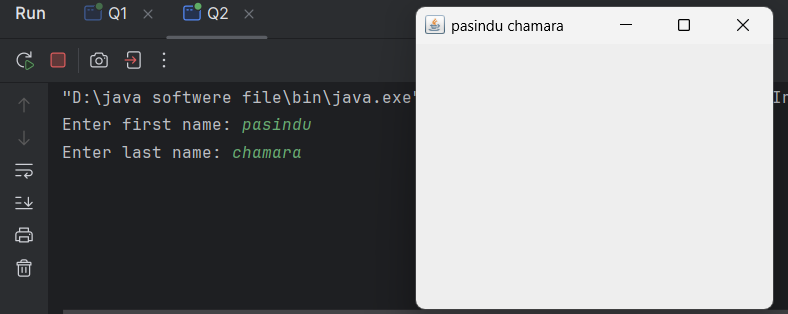 Run Q1 Q2
pasindu chamara
"D:\java softwere file\bin\java.exe"
Enter first name: pasindu
Enter last name: chamara